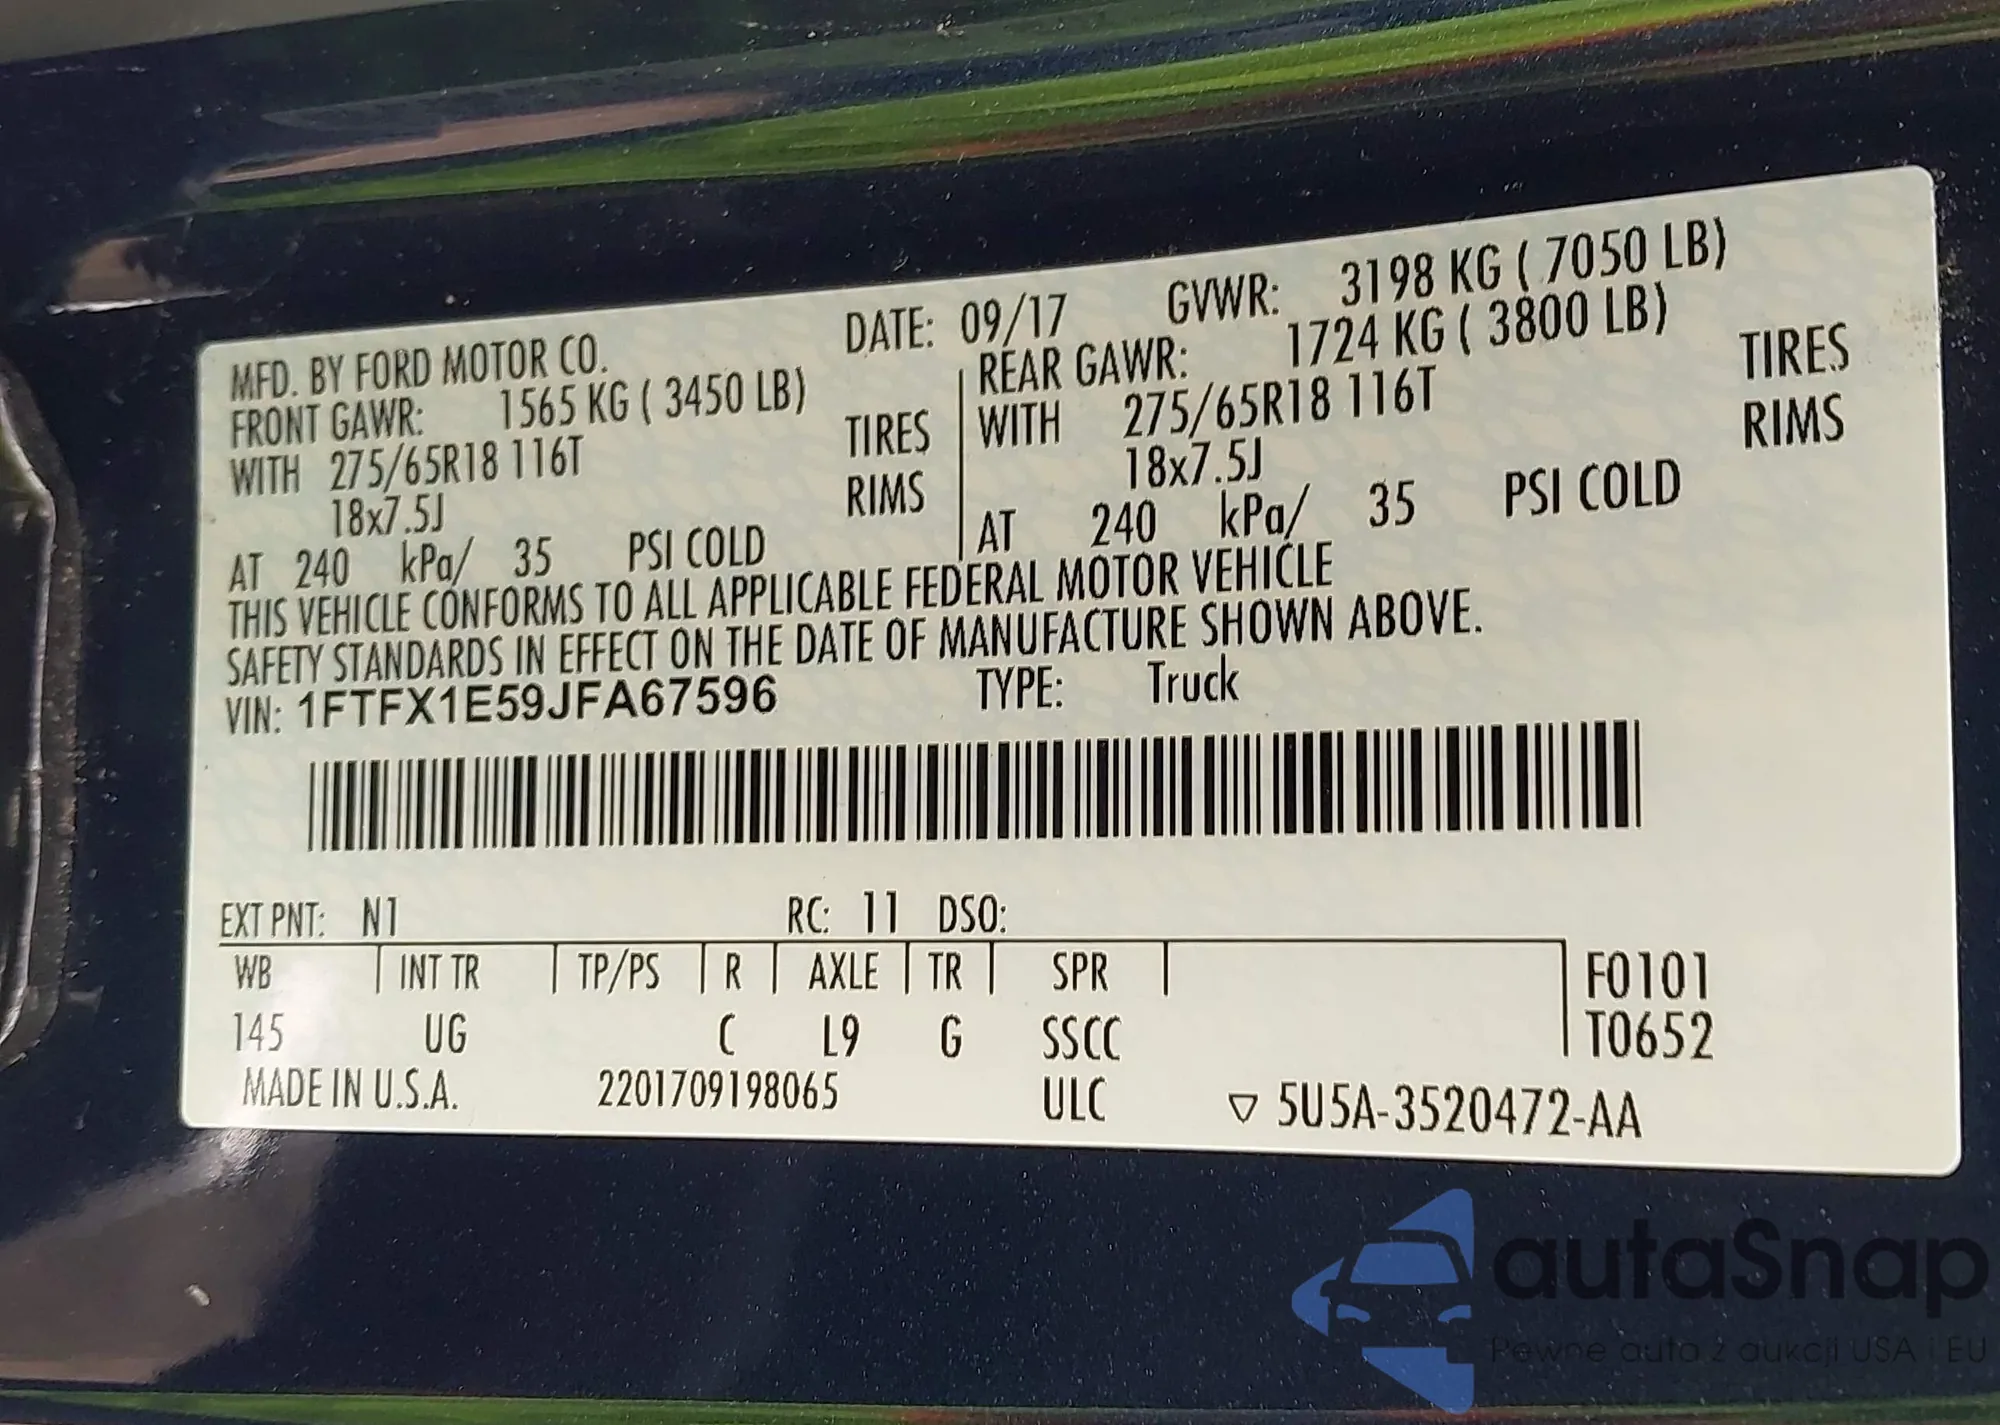 MFD. BY FORD MOTOR CO. DATE: 09/17 GVWR: 3198 KG ( 7050 LB)
FRONT GAWR: 1565 KG ( 3450 LB)
WITH 275/65R18 116T TIRES
18x7.5J RIMS
AT 240 kPa/ 35 PSI COLD
REAR GAWR: 1724 KG ( 3800 LB)
WITH 275/65R18 116T TIRES
18x7.5J RIMS
AT 240 kPa/ 35 PSI COLD
THIS VEHICLE CONFORMS TO ALL APPLICABLE FEDERAL MOTOR VEHICLE
SAFETY STANDARDS IN EFFECT ON THE DATE OF MANUFACTURE SHOWN ABOVE.
VIN: 1FTFX1E59JFA67596 TYPE: Truck
EXT PNT: N1 RC: 11 DSO:
WB INT TR TP/PS R AXLE TR SPR F0101
145 UG C L9 G SSCC T0652
MADE IN U.S.A. 2201709198065 ULC ▽ 5U5A-3520472-AA
autaSnap
Pewne auta z aukcji USA i EU